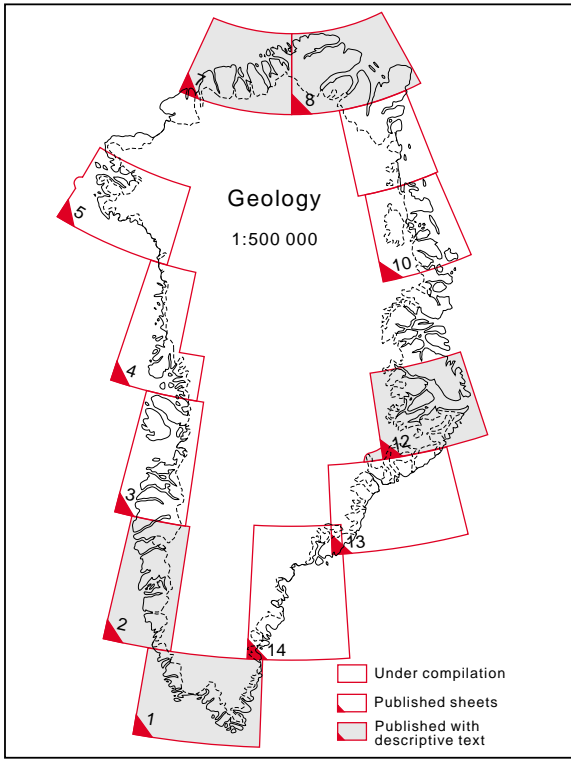 7
8
Geology
1:500 000
5
10
4
12
3
13
2
14
1
Under compilation
Published sheets
Published with
descriptive text